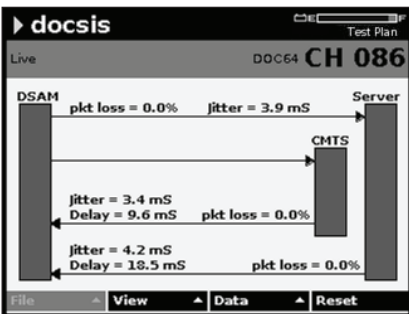 docsis
E F
Test Plan
Live DOC64 CH 086
DSAM Server
pkt loss = 0.0% Jitter = 3.9 mS
CMTS
Jitter = 3.4 mS
Delay = 9.6 mS pkt loss = 0.0%
Jitter = 4.2 mS
Delay = 18.5 mS pkt loss = 0.0%
File View Data Reset